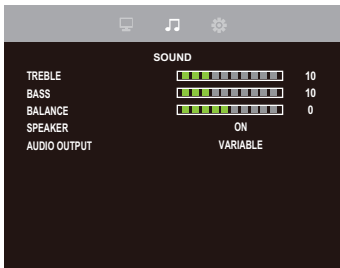 SOUND
TREBLE 10
BASS 10
BALANCE 0
SPEAKER ON
AUDIO OUTPUT VARIABLE